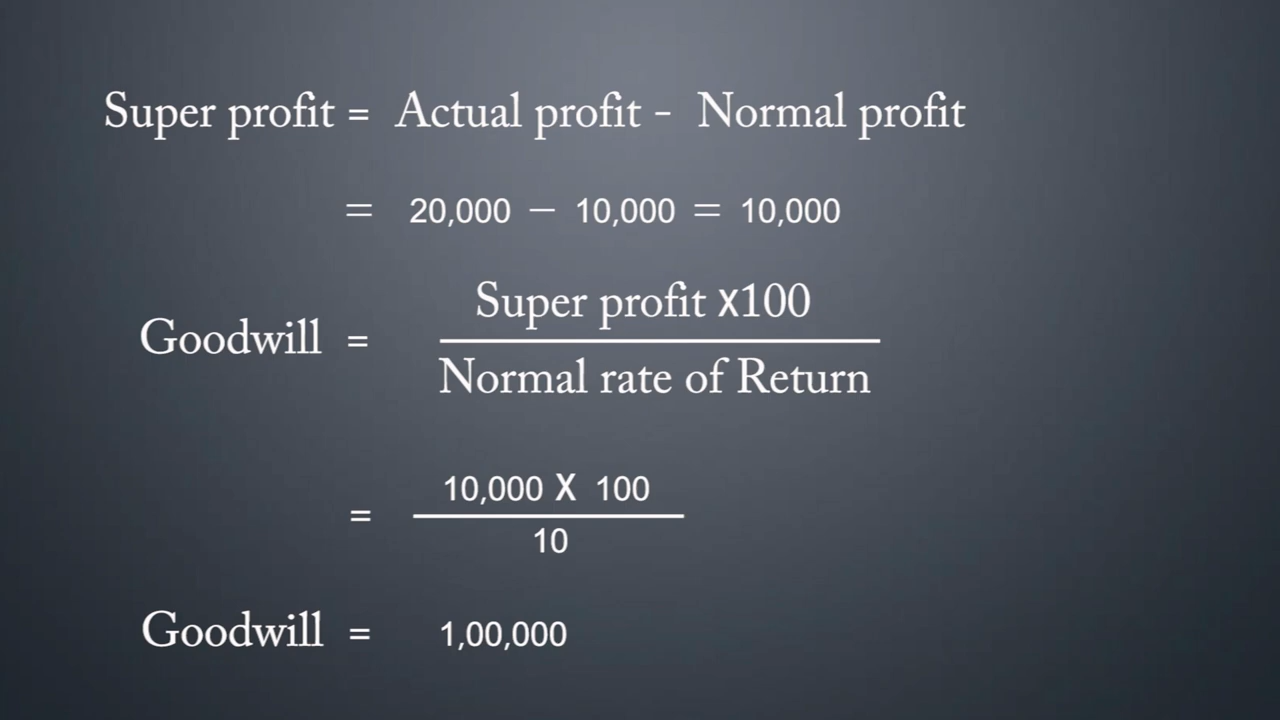 Super profit = Actual profit - Normal profit
= 20,000 − 10,000 = 10,000
Super profit x100
Goodwill =
Normal rate of Return
10,000 X 100
=
10
Goodwill = 1,00,000